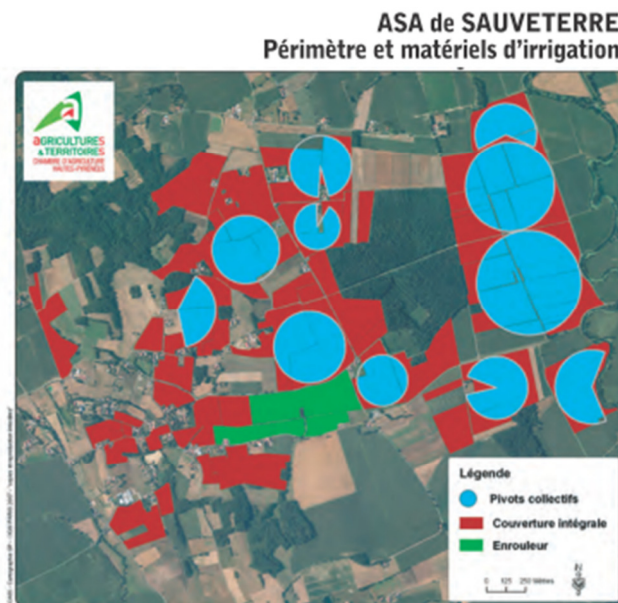 ASA de SAUVETERRE
Périmètre et matériels d'irrigation
aGRICULTURES
& TERRITOIRES
CHAMBRE D'AGRICULTURE
HAUTES-PYRÉNÉES
Légende
Pivots collectifs
Couverture intégrale
Enrouleur
N
0 125 250 Mètres